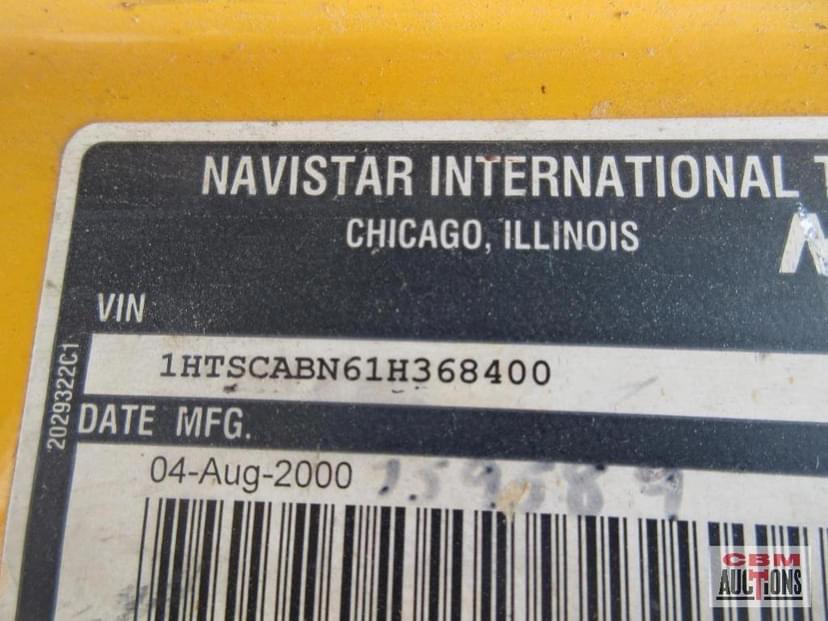 NAVISTAR INTERNATIONAL T
CHICAGO, ILLINOIS
N
VIN
1HTSCABN61H368400
2029322C1
DATE MFG.
04-Aug-2000
CBM
AUCTIONS